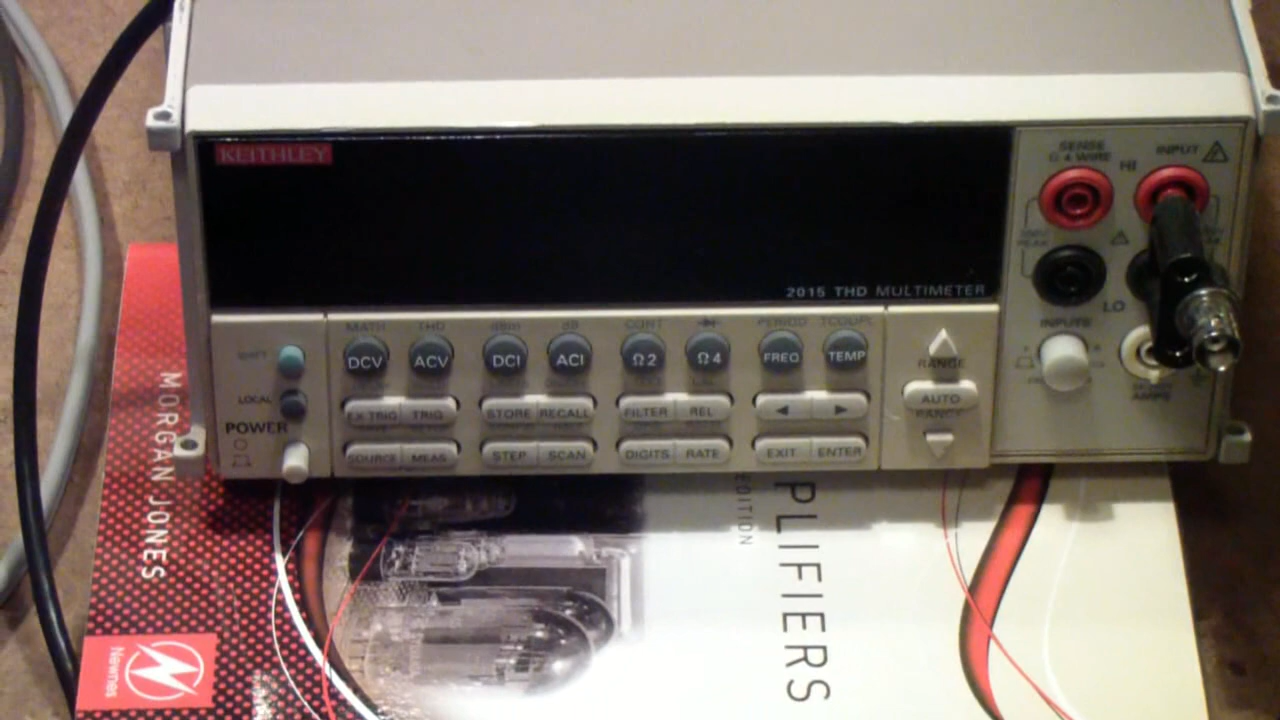 KEITHLEY
2015 THD MULTIMETER
SENSE
Ω 4 WIRE
INPUT
HI
LO
INPUTS
AMPS
MATH THD dBm dB CONT PERIOD TCOUPL
SHIFT
DCV ACV DCI ACI Ω2 Ω4 FREQ TEMP
RANGE
LOCAL
AUTO
RANGE
EX TRIG TRIG STORE RECALL FILTER REL ◄ ►
POWER
SOURCE MEAS STEP SCAN DIGITS RATE EXIT ENTER
MORGAN JONES
Newnes
EDITION
PLIFIERS